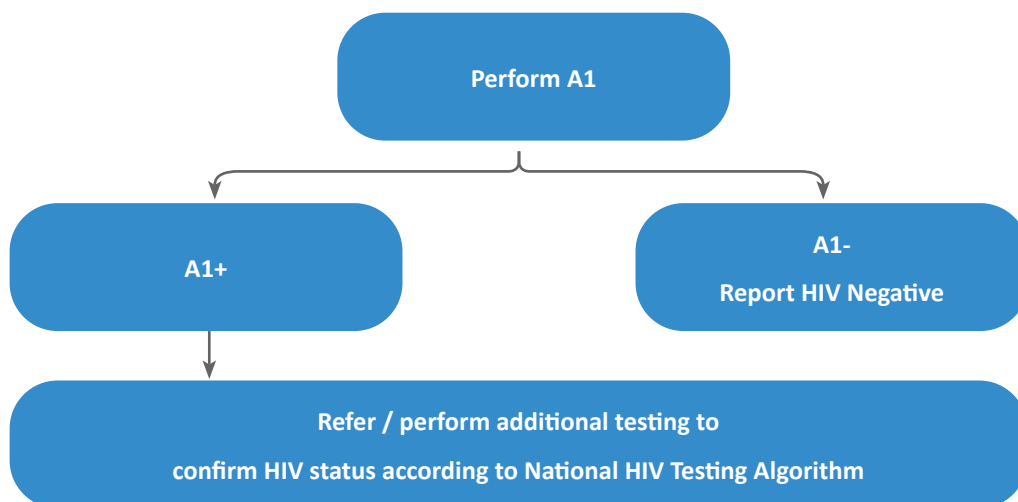 Perform A1
A1+
A1-
Report HIV Negative
Refer / perform additional testing to
confirm HIV status according to National HIV Testing Algorithm